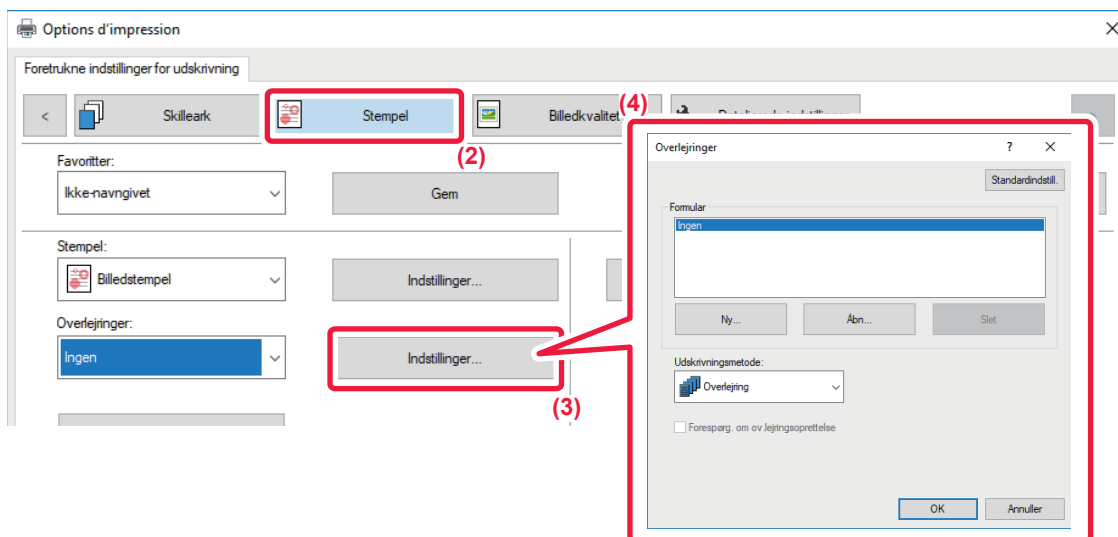 Options d'impression
Foretrukne indstillinger for udskrivning
<
Skilleark
Stempel
Billedkvalitet
(4)
(2)
Favoritter:
Ikke-navngivet
Gem
Stempel:
Billedstempel
Indstillinger...
Overlejringer:
Ingen
Indstillinger...
(3)
Overlejringer
?
Standardindstill.
Formular
Ingen
Ny...
Åbn...
Slet
Udskrivningsmetode:
Overlejring
Forespørg. om ov.lejringsoprettelse
OK
Annuller